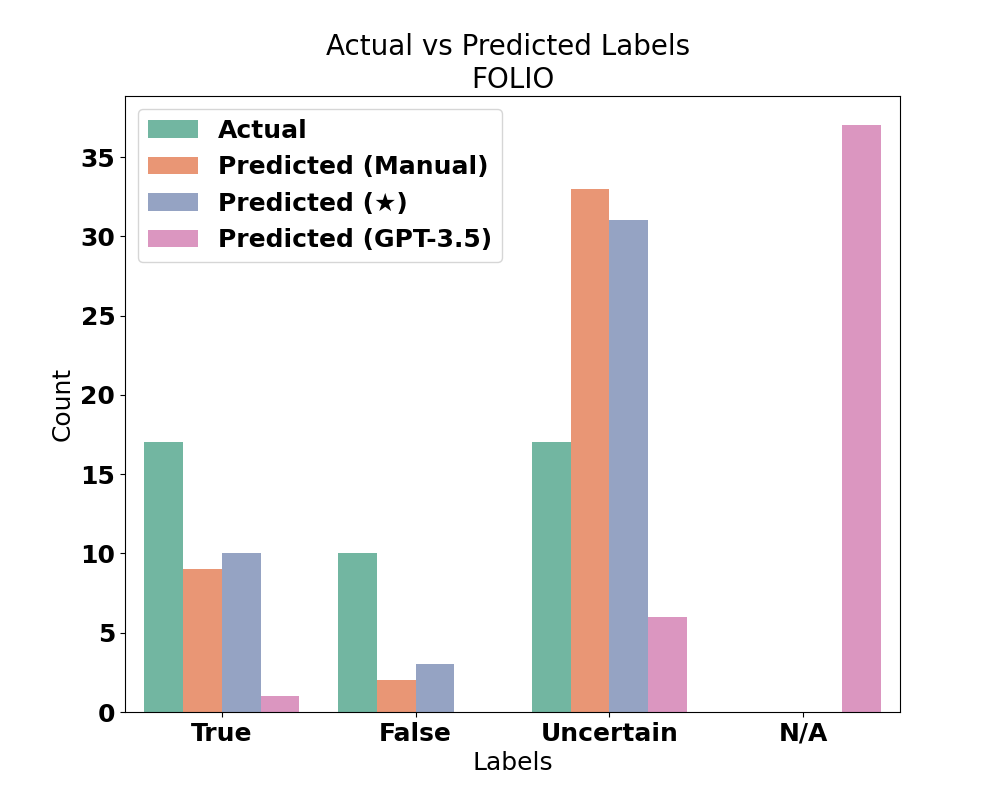 Actual vs Predicted Labels
FOLIO
Actual
Predicted (Manual)
Predicted (★)
Predicted (GPT-3.5)
Count
35
30
25
20
15
10
5
0
True False Uncertain N/A
Labels